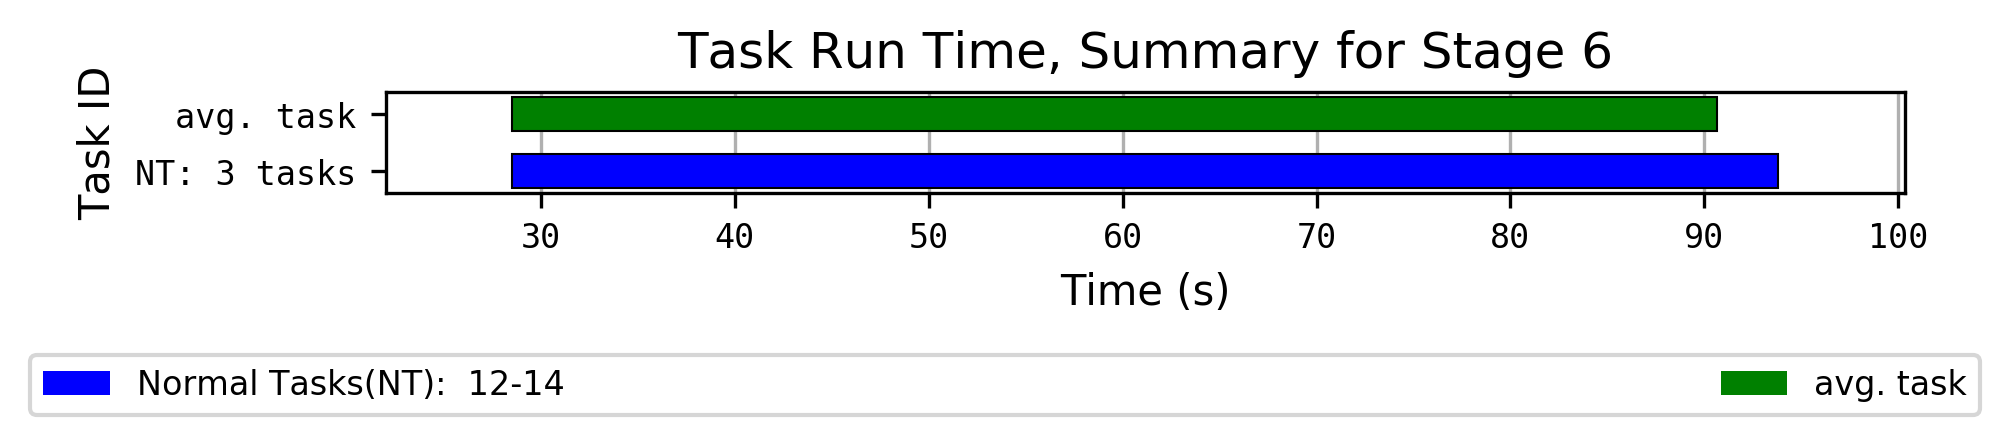 Task Run Time, Summary for Stage 6
Task ID
avg. task
NT: 3 tasks
30 40 50 60 70 80 90 100
Time (s)
Normal Tasks(NT):  12-14 avg. task